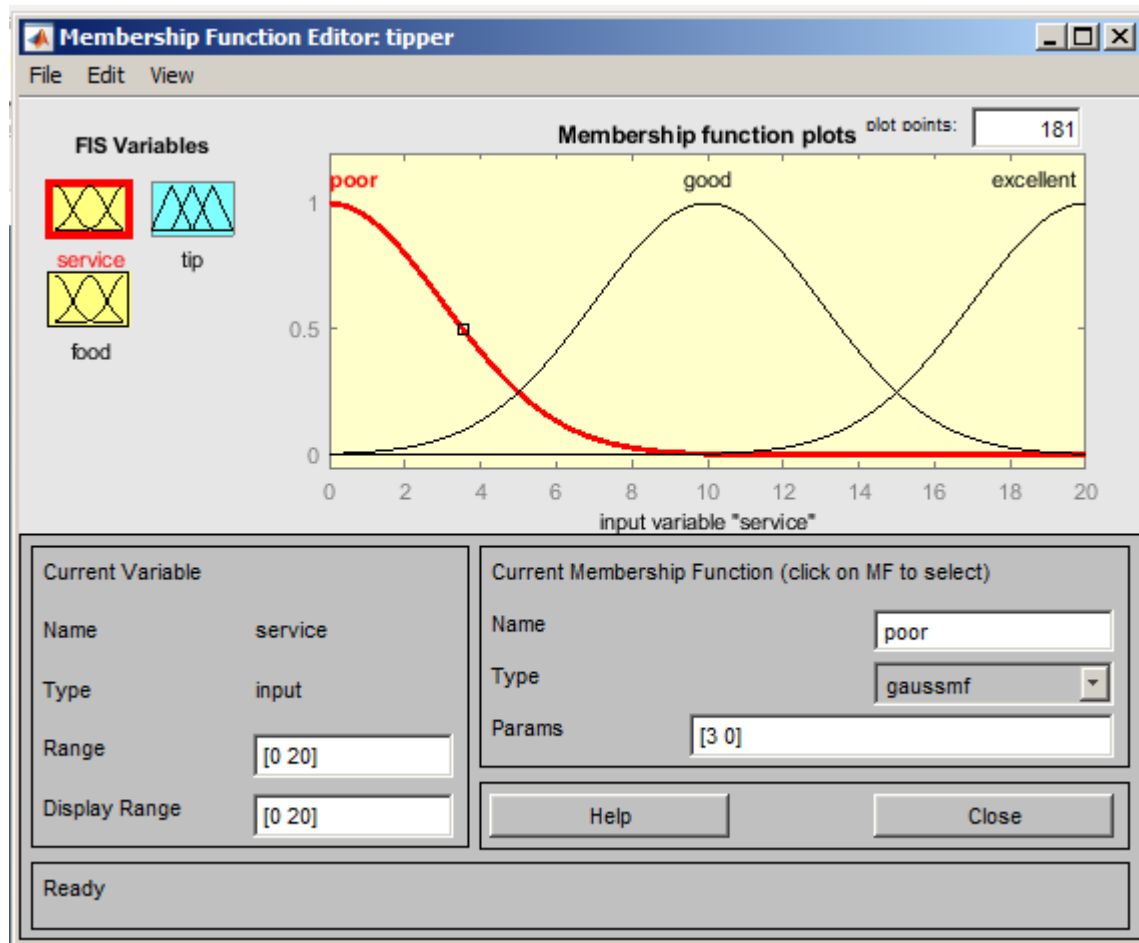 Membership Function Editor: tipper
File Edit View
FIS Variables
service
tip
food
Membership function plots
plot points:
181
poor
good
excellent
1
0.5
0
0 2 4 6 8 10 12 14 16 18 20
input variable "service"
Current Variable
Name service
Type input
Range [0 20]
Display Range [0 20]
Current Membership Function (click on MF to select)
Name poor
Type gaussmf
Params [3 0]
Help
Close
Ready